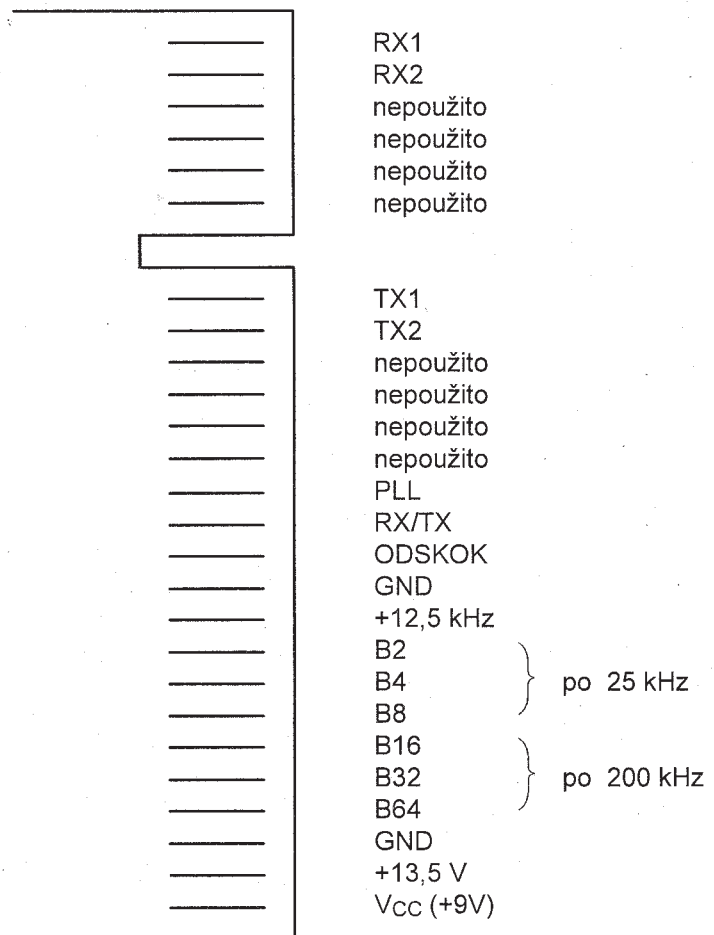 RX1
RX2
nepoužito
nepoužito
nepoužito
nepoužito
TX1
TX2
nepoužito
nepoužito
nepoužito
nepoužito
PLL
RX/TX
ODSKOK
GND
+12,5 kHz
B2
B4 po 25 kHz
B8
B16
B32 po 200 kHz
B64
GND
+13,5 V
VCC (+9V)